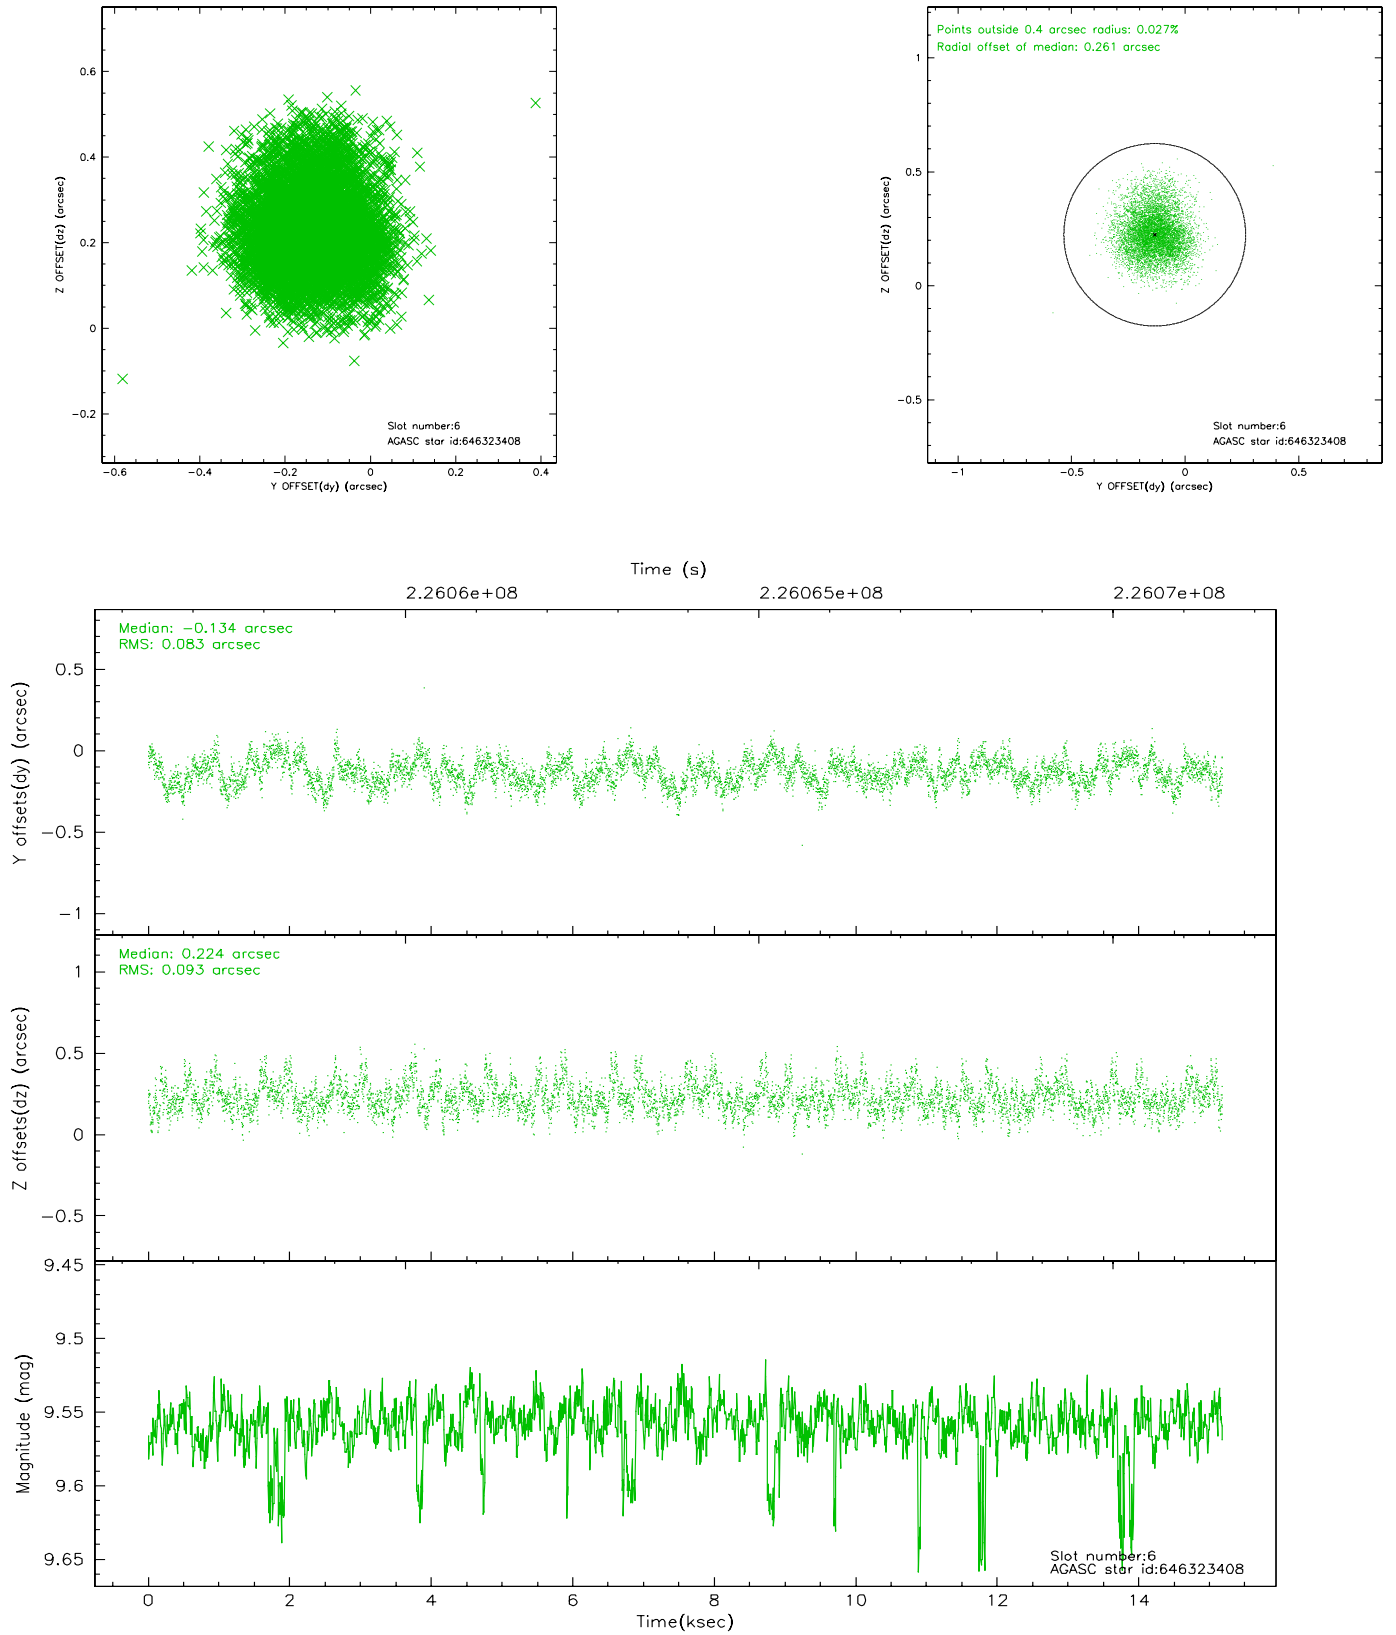 0.6
0.4
0.2
0
−0.2
Z OFFSET(dz) (arcsec)
Slot number:6
AGASC star id:646323408
−0.6 −0.4 −0.2 0 0.2 0.4
Y OFFSET(dy) (arcsec)
Points outside 0.4 arcsec radius: 0.027%
Radial offset of median: 0.261 arcsec
1
0.5
0
−0.5
Z OFFSET(dz) (arcsec)
Slot number:6
AGASC star id:646323408
−1 −0.5 0 0.5
Y OFFSET(dy) (arcsec)
Time (s)
2.2606e+08 2.26065e+08 2.2607e+08
Median: −0.134 arcsec
RMS: 0.083 arcsec
0.5
0
−0.5
−1
Y offsets(dy) (arcsec)
Median: 0.224 arcsec
RMS: 0.093 arcsec
1
0.5
0
−0.5
Z offsets(dz) (arcsec)
9.45
9.5
9.55
9.6
9.65
Magnitude (mag)
Slot number:6
AGASC star id:646323408
0 2 4 6 8 10 12 14
Time(ksec)